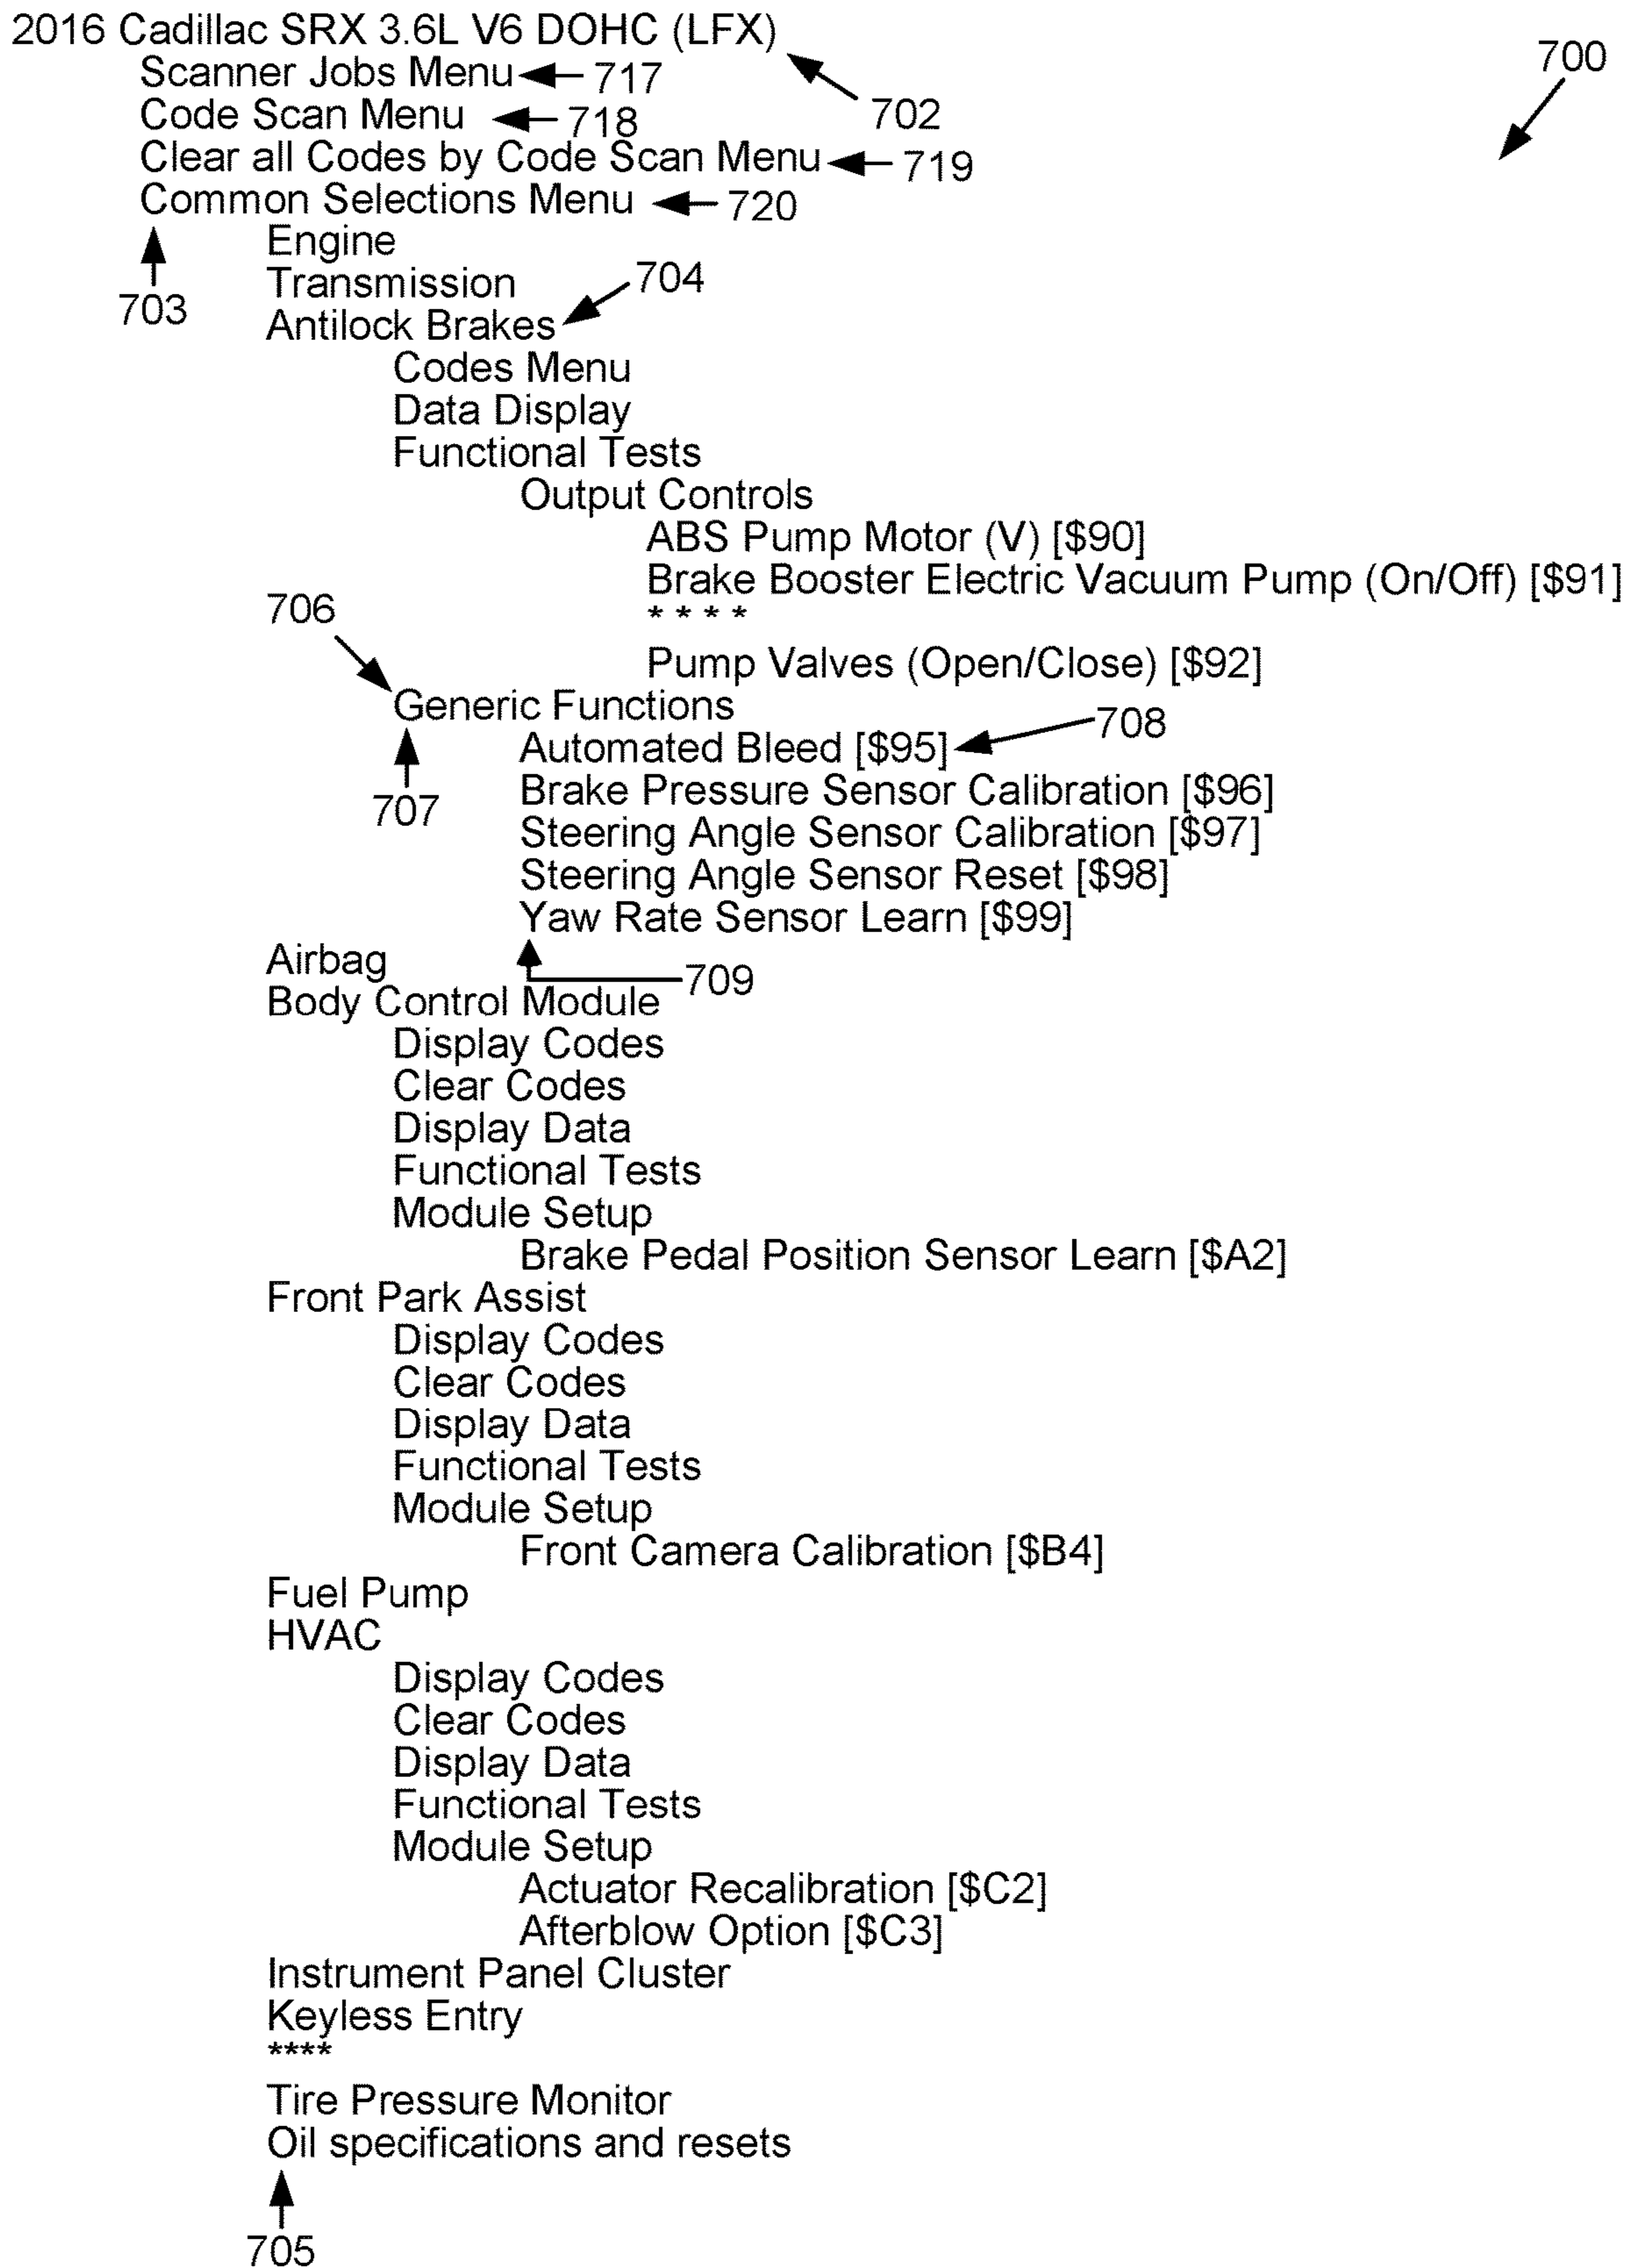 2016 Cadillac SRX 3.6L V6 DOHC (LFX)
700
Scanner Jobs Menu 717
702
Code Scan Menu 718
Clear all Codes by Code Scan Menu 719
Common Selections Menu 720
703
Engine
Transmission
704
Antilock Brakes
Codes Menu
Data Display
Functional Tests
Output Controls
ABS Pump Motor (V) [$90]
Brake Booster Electric Vacuum Pump (On/Off) [$91]
* * * *
706
Pump Valves (Open/Close) [$92]
Generic Functions
707
708
Automated Bleed [$95]
Brake Pressure Sensor Calibration [$96]
Steering Angle Sensor Calibration [$97]
Steering Angle Sensor Reset [$98]
Yaw Rate Sensor Learn [$99]
709
Airbag
Body Control Module
Display Codes
Clear Codes
Display Data
Functional Tests
Module Setup
Brake Pedal Position Sensor Learn [$A2]
Front Park Assist
Display Codes
Clear Codes
Display Data
Functional Tests
Module Setup
Front Camera Calibration [$B4]
Fuel Pump
HVAC
Display Codes
Clear Codes
Display Data
Functional Tests
Module Setup
Actuator Recalibration [$C2]
Afterblow Option [$C3]
Instrument Panel Cluster
Keyless Entry
****
Tire Pressure Monitor
Oil specifications and resets
705